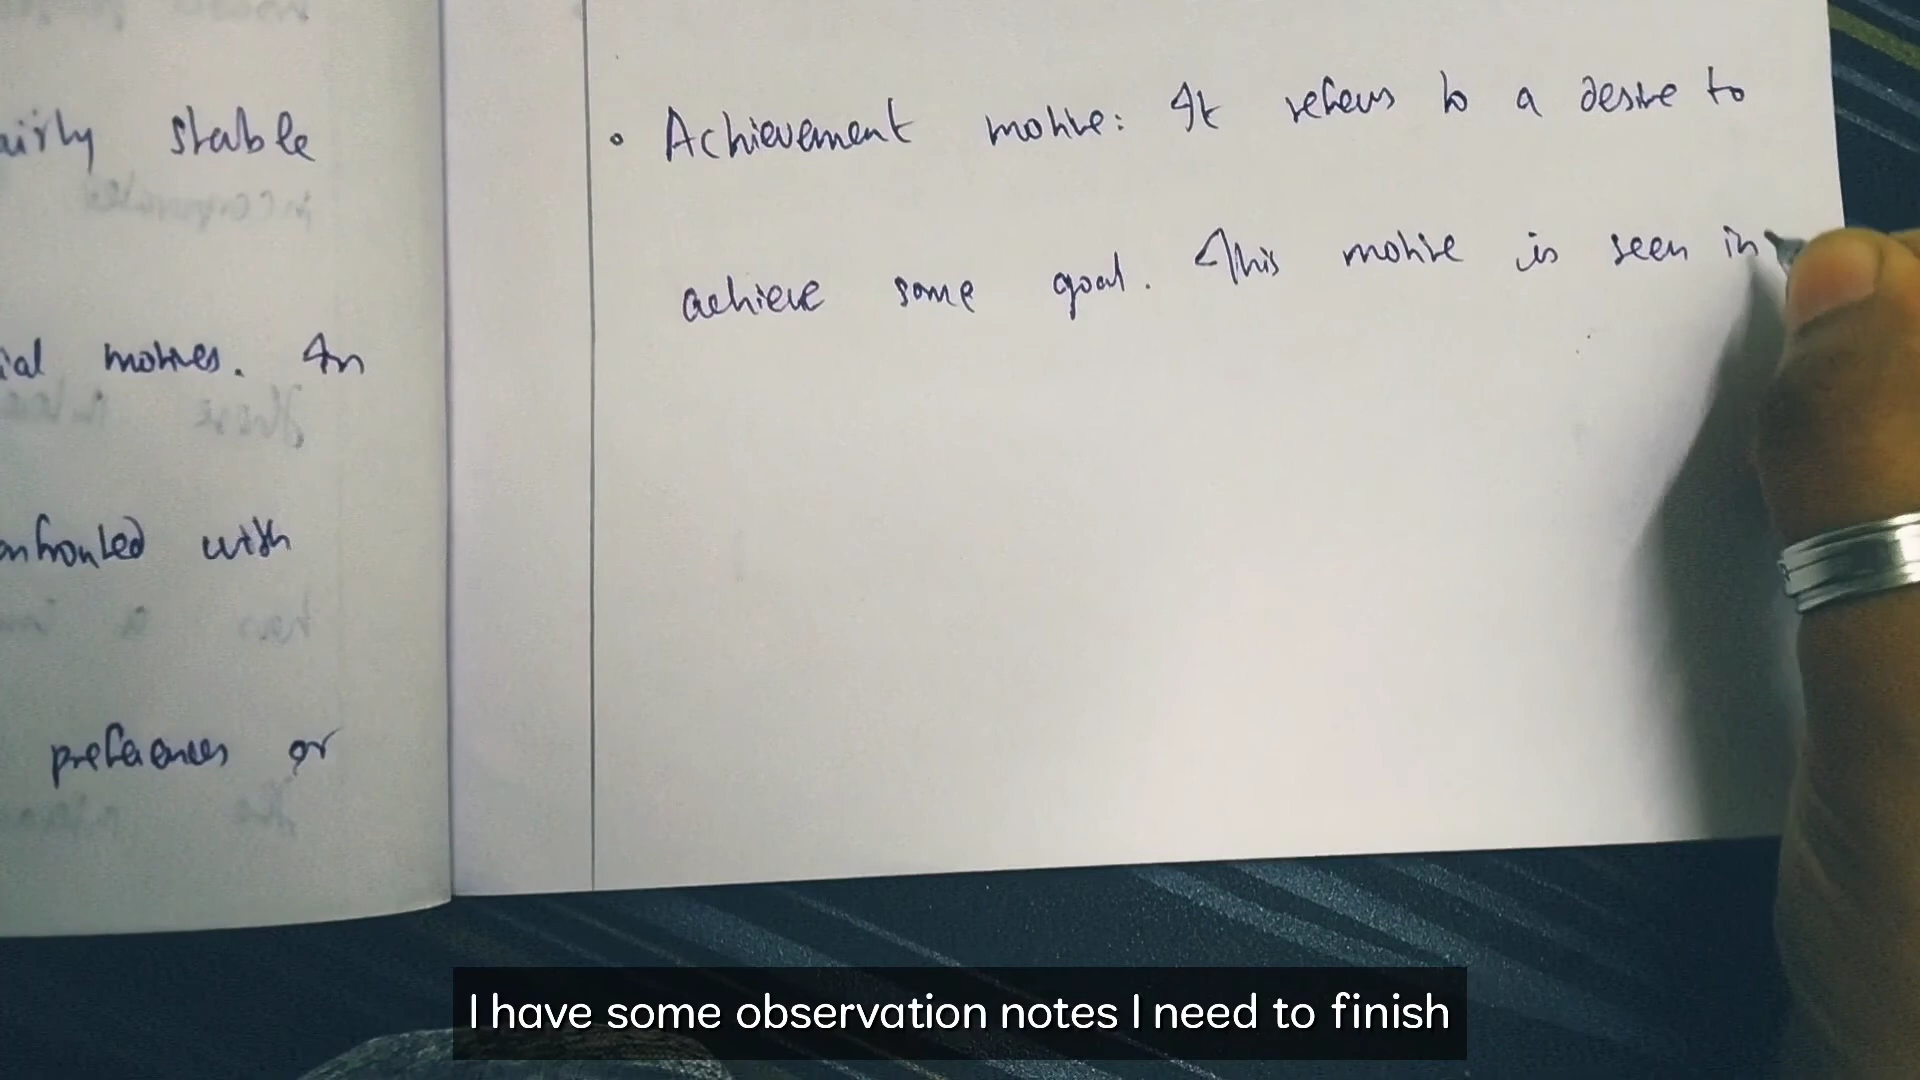 airly stable
ial motives. In
onfronted with
preferences or
• Achievement motive: It refers to a desire to
achieve some goal. This motive is seen in
I have some observation notes I need to finish